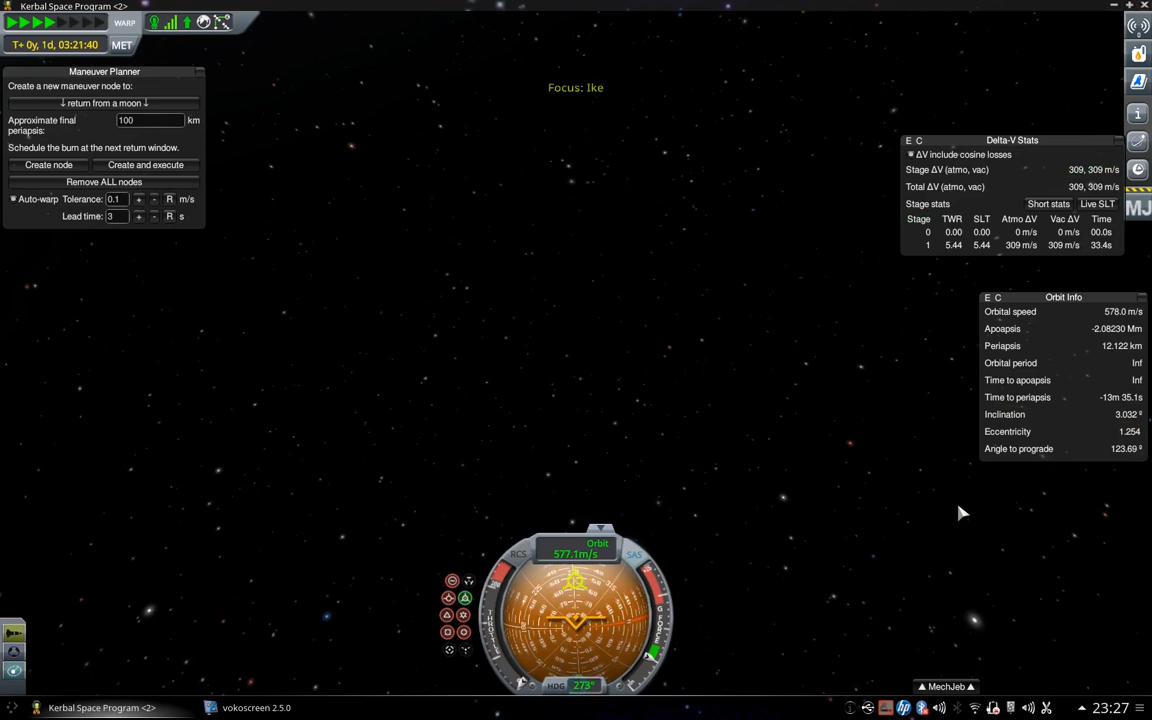 Kerbal Space Program <2>
WARP
T+ 0y, 1d, 03:21:40
MET
Maneuver Planner
Create a new maneuver node to:
↓ return from a moon ↓
Approximate final periapsis: 100 km
Schedule the burn at the next return window.
Create node Create and execute
Remove ALL nodes
Auto-warp Tolerance: 0.1 + - R m/s
Lead time: 3 + - R s
Focus: Ike
E C Delta-V Stats
ΔV include cosine losses
Stage ΔV (atmo, vac) 309, 309 m/s
Total ΔV (atmo, vac) 309, 309 m/s
Stage stats Short stats Live SLT
Stage TWR SLT Atmo ΔV Vac ΔV Time
0 0.00 0.00 0 m/s 0 m/s 00.0s
1 5.44 5.44 309 m/s 309 m/s 33.4s
MJ
E C Orbit Info
Orbital speed 578.0 m/s
Apoapsis -2.08230 Mm
Periapsis 12.122 km
Orbital period Inf
Time to apoapsis Inf
Time to periapsis -13m 35.1s
Inclination 3.032 º
Eccentricity 1.254
Angle to prograde 123.69 º
Orbit
RCS 577.1m/s SAS
THROTTLE
G FORCE
HDG 273°
▲ MechJeb ▲
Kerbal Space Program <2>
vokoscreen 2.5.0
23:27